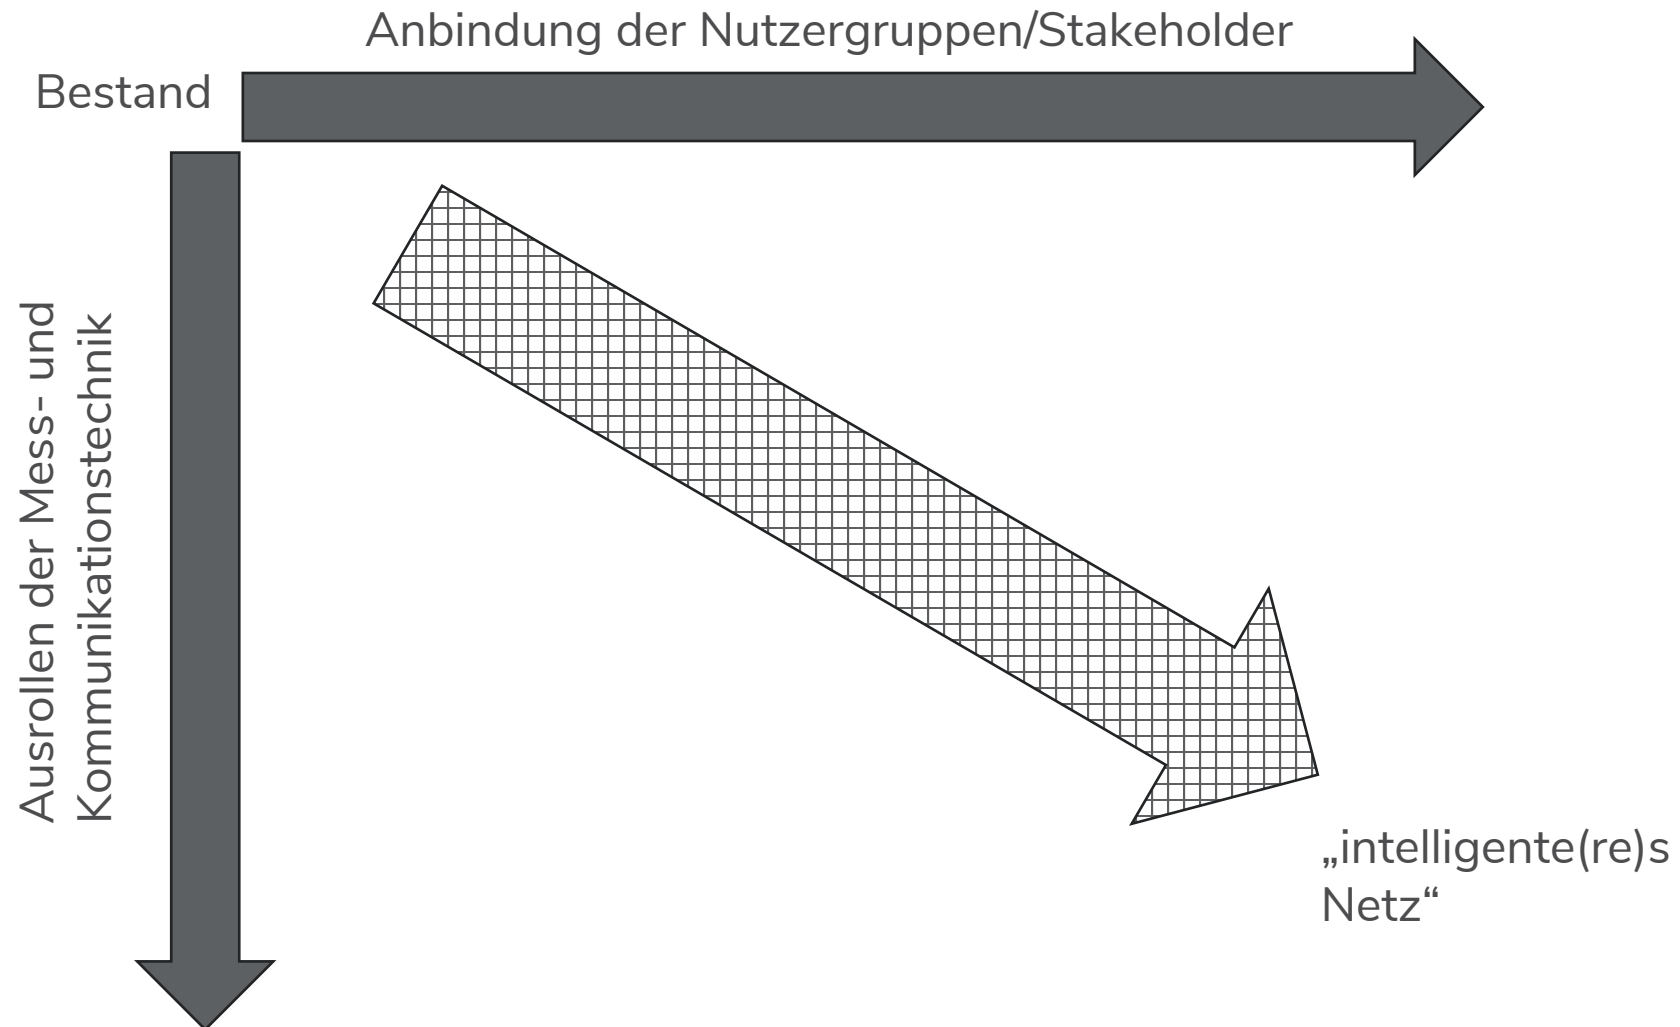 Anbindung der Nutzergruppen/Stakeholder
Bestand
Ausrollen der Mess- und
Kommunikationstechnik
„intelligente(re)s
Netz“